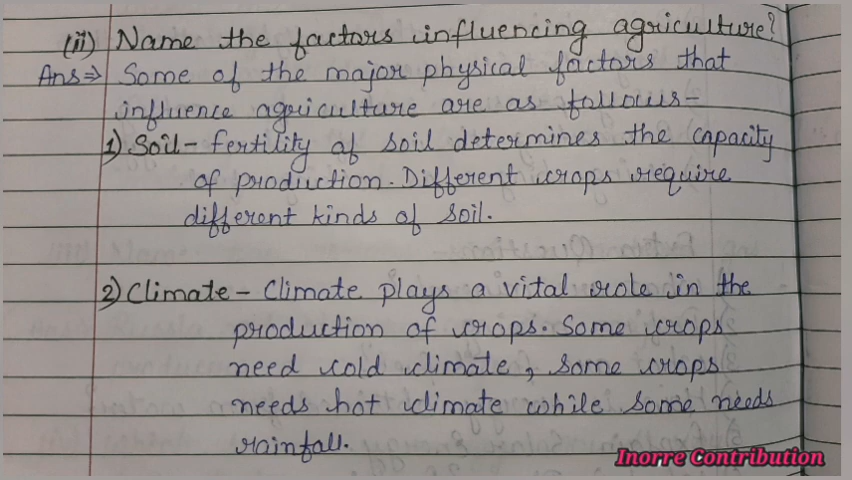 (ii) Name the factors influencing agriculture?
Ans⇒ Some of the major physical factors that
influence agriculture are as follows-
1) Soil - Fertility of soil determines the capacity
of production. Different crops require
different kinds of soil.
2) Climate - Climate plays a vital role in the
production of crops. Some crops
need cold climate, some crops
needs hot climate while some needs
rainfall.
Inorre Contribution